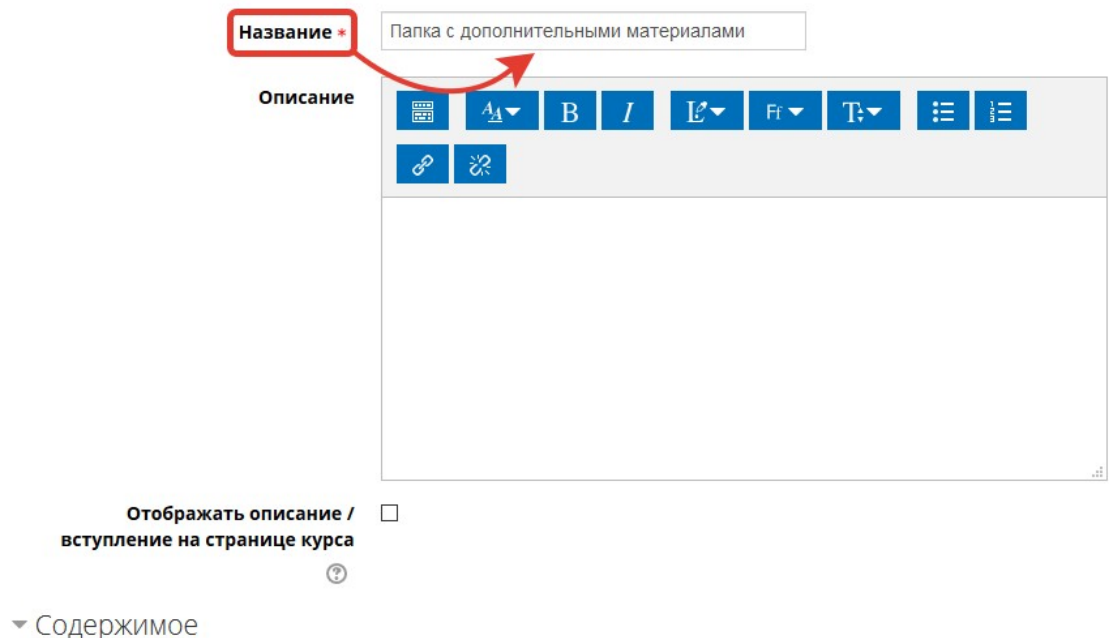 Название *
Папка с дополнительными материалами
Описание
B I Ff T
Отображать описание /
вступление на странице курса
?
Содержимое